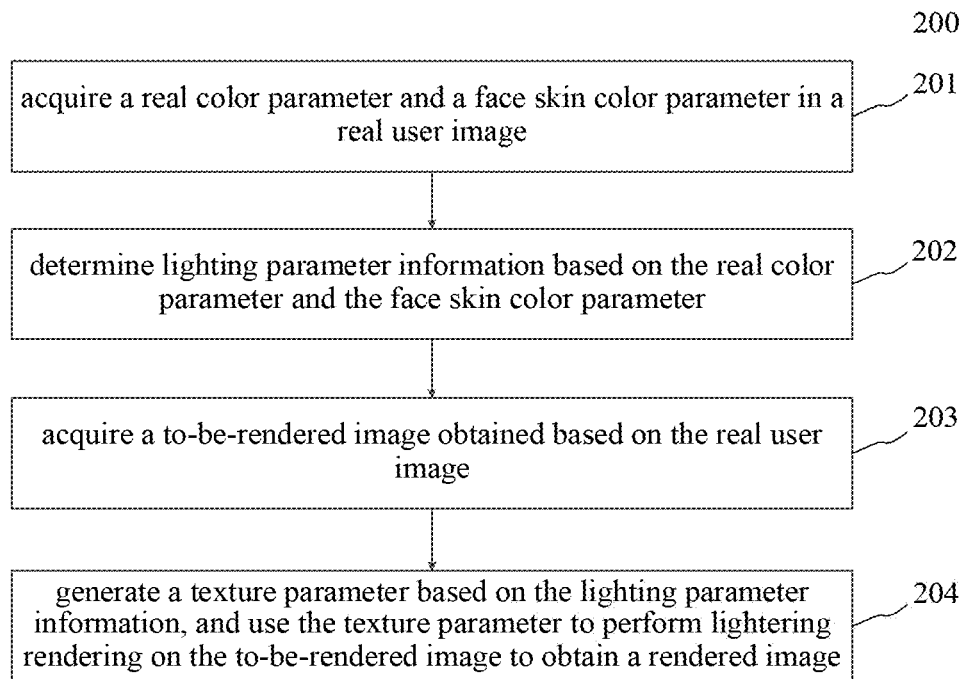 200
acquire a real color parameter and a face skin color parameter in a
real user image
201
determine lighting parameter information based on the real color
parameter and the face skin color parameter
202
acquire a to-be-rendered image obtained based on the real user
image
203
generate a texture parameter based on the lighting parameter
information, and use the texture parameter to perform lightering
rendering on the to-be-rendered image to obtain a rendered image
204